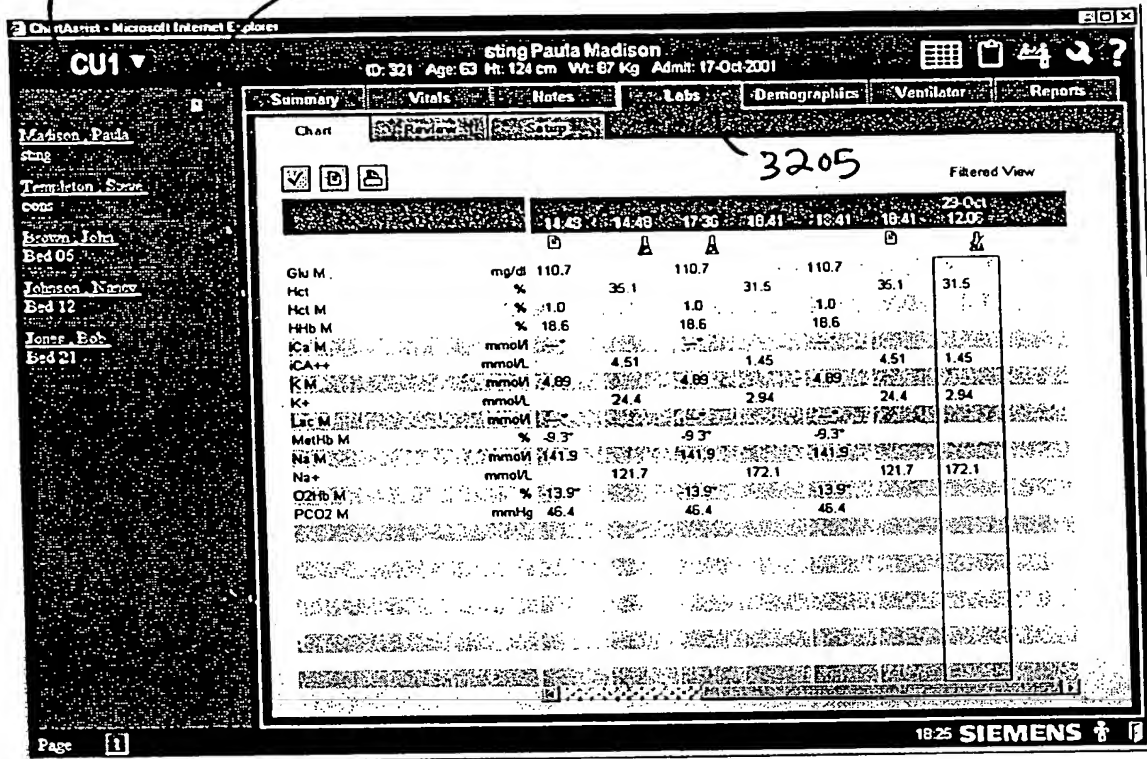 ChartAssist - Microsoft Internet Explorer
CU1
sting Paula Madison
ID: 321 Age: 63 Ht: 124 cm Wt: 87 Kg Admit: 17-Oct-2001
?
Summary Vitals Notes Labs Demographics Ventilator Reports
Chart Review Setup
3205
Filtered View
Madison, Paula
sting
Templeton, Steve
cons
Brown, John
Bed 06
Johnson, Nancy
Bed 12
Jones, Bob
Bed 21
23-Oct
14:43 14:48 17:36 18:41 18:41 18:41 12:06
Glu M mg/dl 110.7 110.7 110.7
Hct % 35.1 31.5 35.1 31.5
Hct M % 1.0 1.0 1.0
HHb M % 18.6 18.6 18.6
iCa M mmol/l
iCA++ mmol/L 4.51 1.45 4.51 1.45
K M mmol/l 4.89 4.89 4.89
K+ mmol/L 24.4 2.94 24.4 2.94
Lac M mmol/l
MetHb M % -9.3* -9.3* -9.3*
Na M mmol/l 141.9 141.9 141.9
Na+ mmol/L 121.7 172.1 121.7 172.1
O2Hb M % -13.9* -13.9* -13.9*
PCO2 M mmHg 46.4 46.4 46.4
Page 1
18:25 SIEMENS